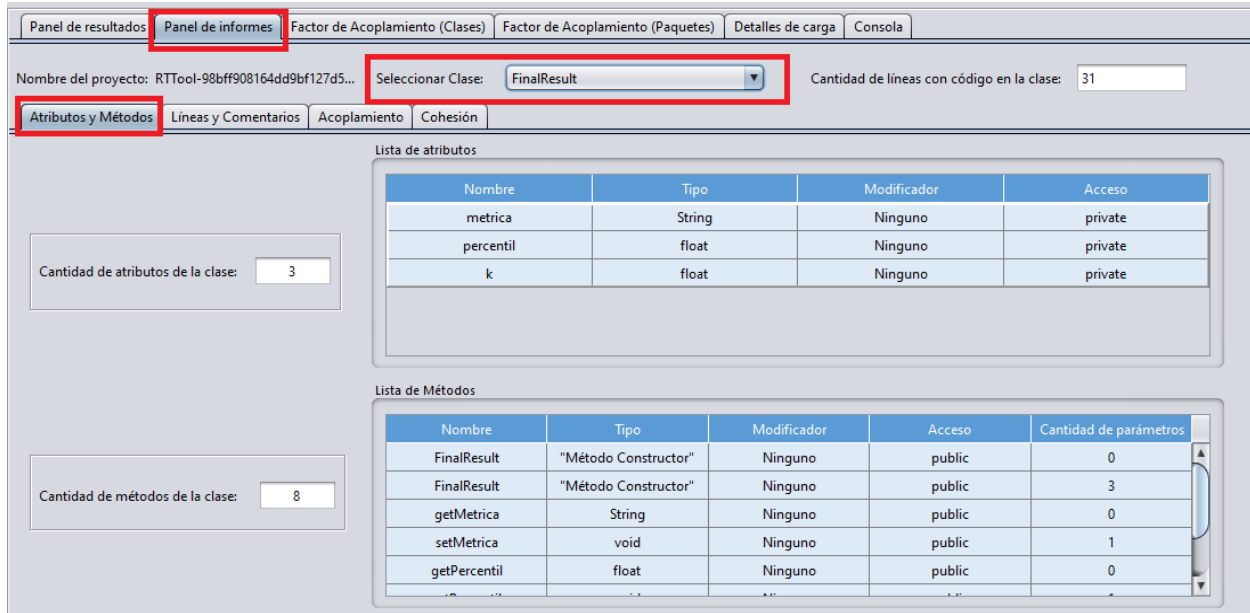 Panel de resultados Panel de informes Factor de Acoplamiento (Clases) Factor de Acoplamiento (Paquetes) Detalles de carga Consola
Nombre del proyecto: RTTool-98bff908164dd9bf127d5... Seleccionar Clase: FinalResult Cantidad de líneas con código en la clase: 31
Atributos y Métodos Líneas y Comentarios Acoplamiento Cohesión
Lista de atributos
Nombre Tipo Modificador Acceso
metrica String Ninguno private
percentil float Ninguno private
Cantidad de atributos de la clase: 3
k float Ninguno private
Lista de Métodos
Nombre Tipo Modificador Acceso Cantidad de parámetros
FinalResult "Método Constructor" Ninguno public 0
FinalResult "Método Constructor" Ninguno public 3
Cantidad de métodos de la clase: 8
getMetrica String Ninguno public 0
setMetrica void Ninguno public 1
getPercentil float Ninguno public 0